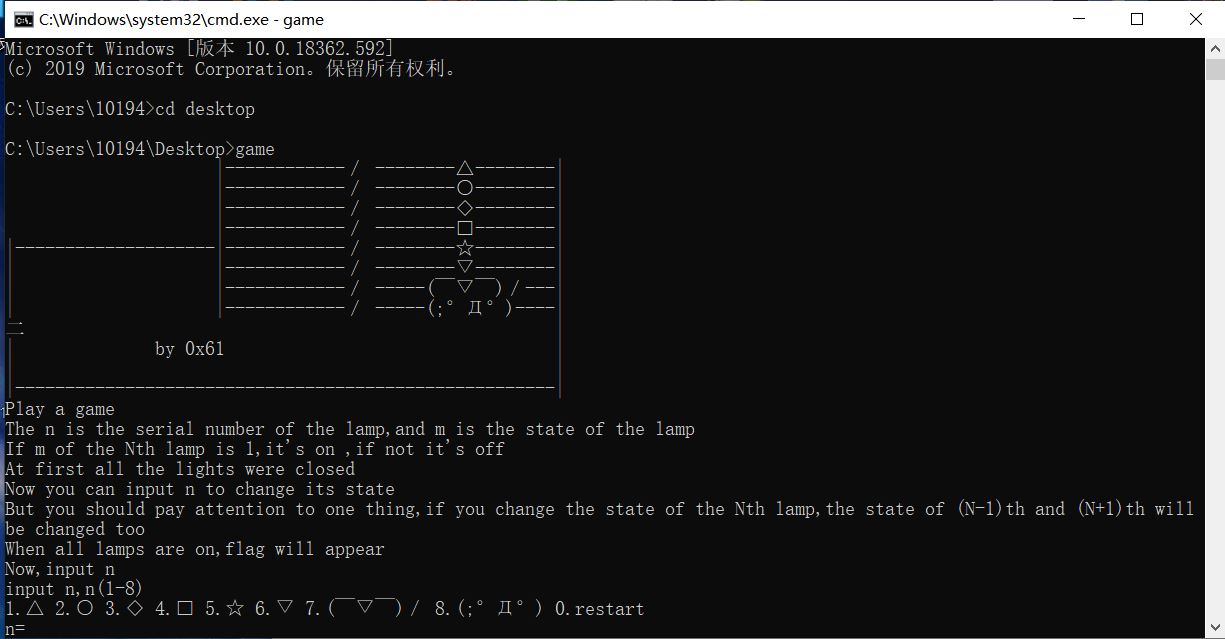 C:\Windows\system32\cmd.exe - game
Microsoft Windows [版本 10.0.18362.592]
(c) 2019 Microsoft Corporation。保留所有权利。
C:\Users\10194>cd desktop
C:\Users\10194\Desktop>game
|------------/ --------△--------|
|------------/ --------○--------|
|------------/ --------◇--------|
|------------/ --------□--------|
|--------------------|------------/ --------☆--------|
| |------------/ --------▽--------|
| |------------/ -----(￣▽￣)/---|
| |------------/ -----(;°Д°)----|
二
| by 0x61 |
|------------------------------------------------------|
Play a game
The n is the serial number of the lamp,and m is the state of the lamp
If m of the Nth lamp is 1,it's on ,if not it's off
At first all the lights were closed
Now you can input n to change its state
But you should pay attention to one thing,if you change the state of the Nth lamp,the state of (N-1)th and (N+1)th will
be changed too
When all lamps are on,flag will appear
Now,input n
input n,n(1-8)
1.△ 2.○ 3.◇ 4.□ 5.☆ 6.▽ 7.(￣▽￣)/ 8.(;°Д°) 0.restart
n=